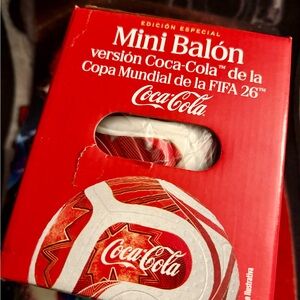 EDICIÓN ESPECIAL
Mini Balón
versión Coca-Cola™ de la
Copa Mundial de la FIFA 26™
Coca-Cola
Coca-Cola